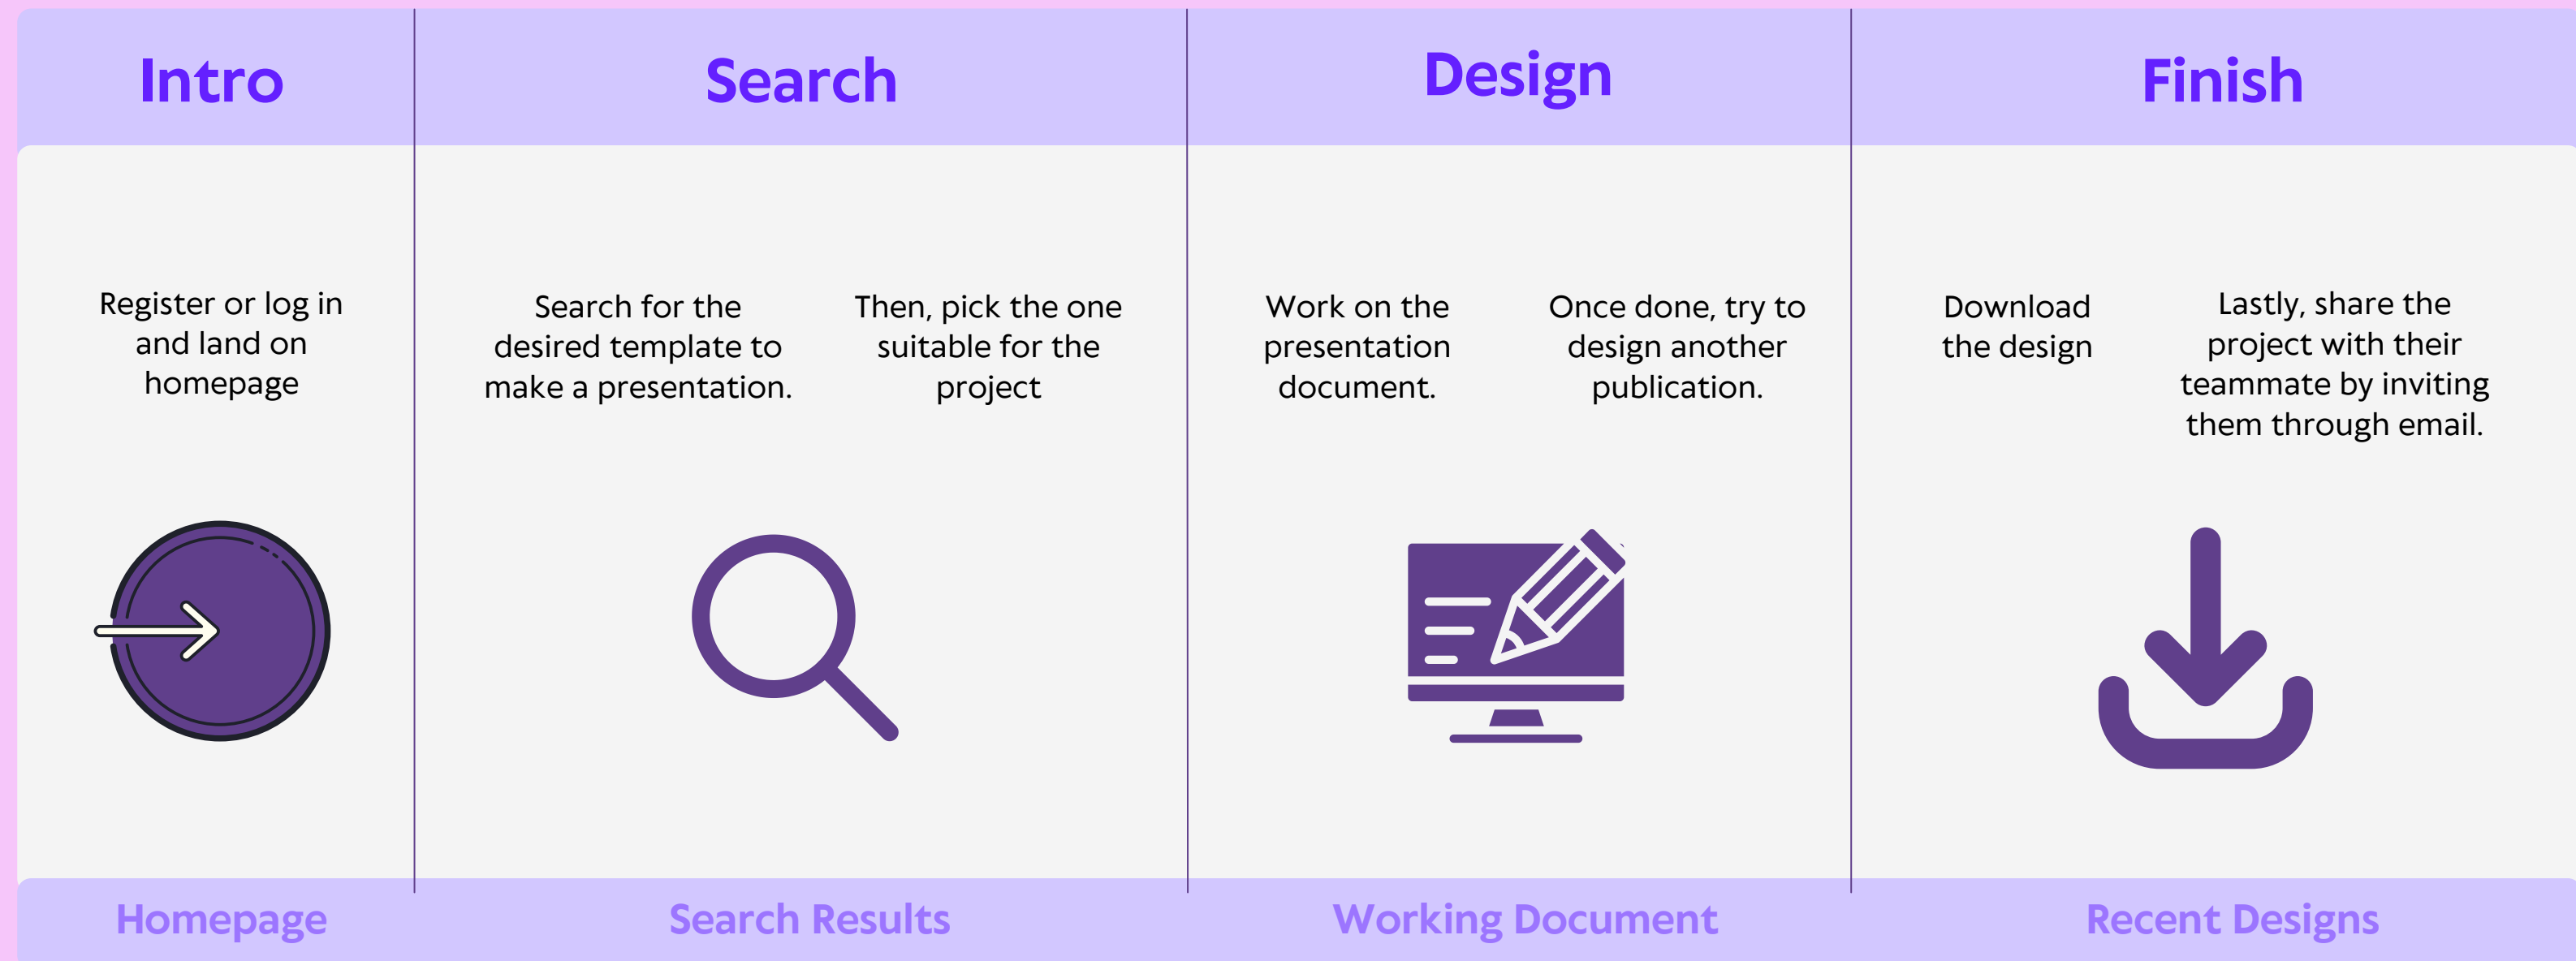 Intro
Search
Design
Finish
Register or log in
and land on
homepage
Search for the
desired template to
make a presentation.
Then, pick the one
suitable for the
project
Work on the
presentation
document.
Once done, try to
design another
publication.
Download
the design
Lastly, share the
project with their
teammate by inviting
them through email.
Homepage
Search Results
Working Document
Recent Designs